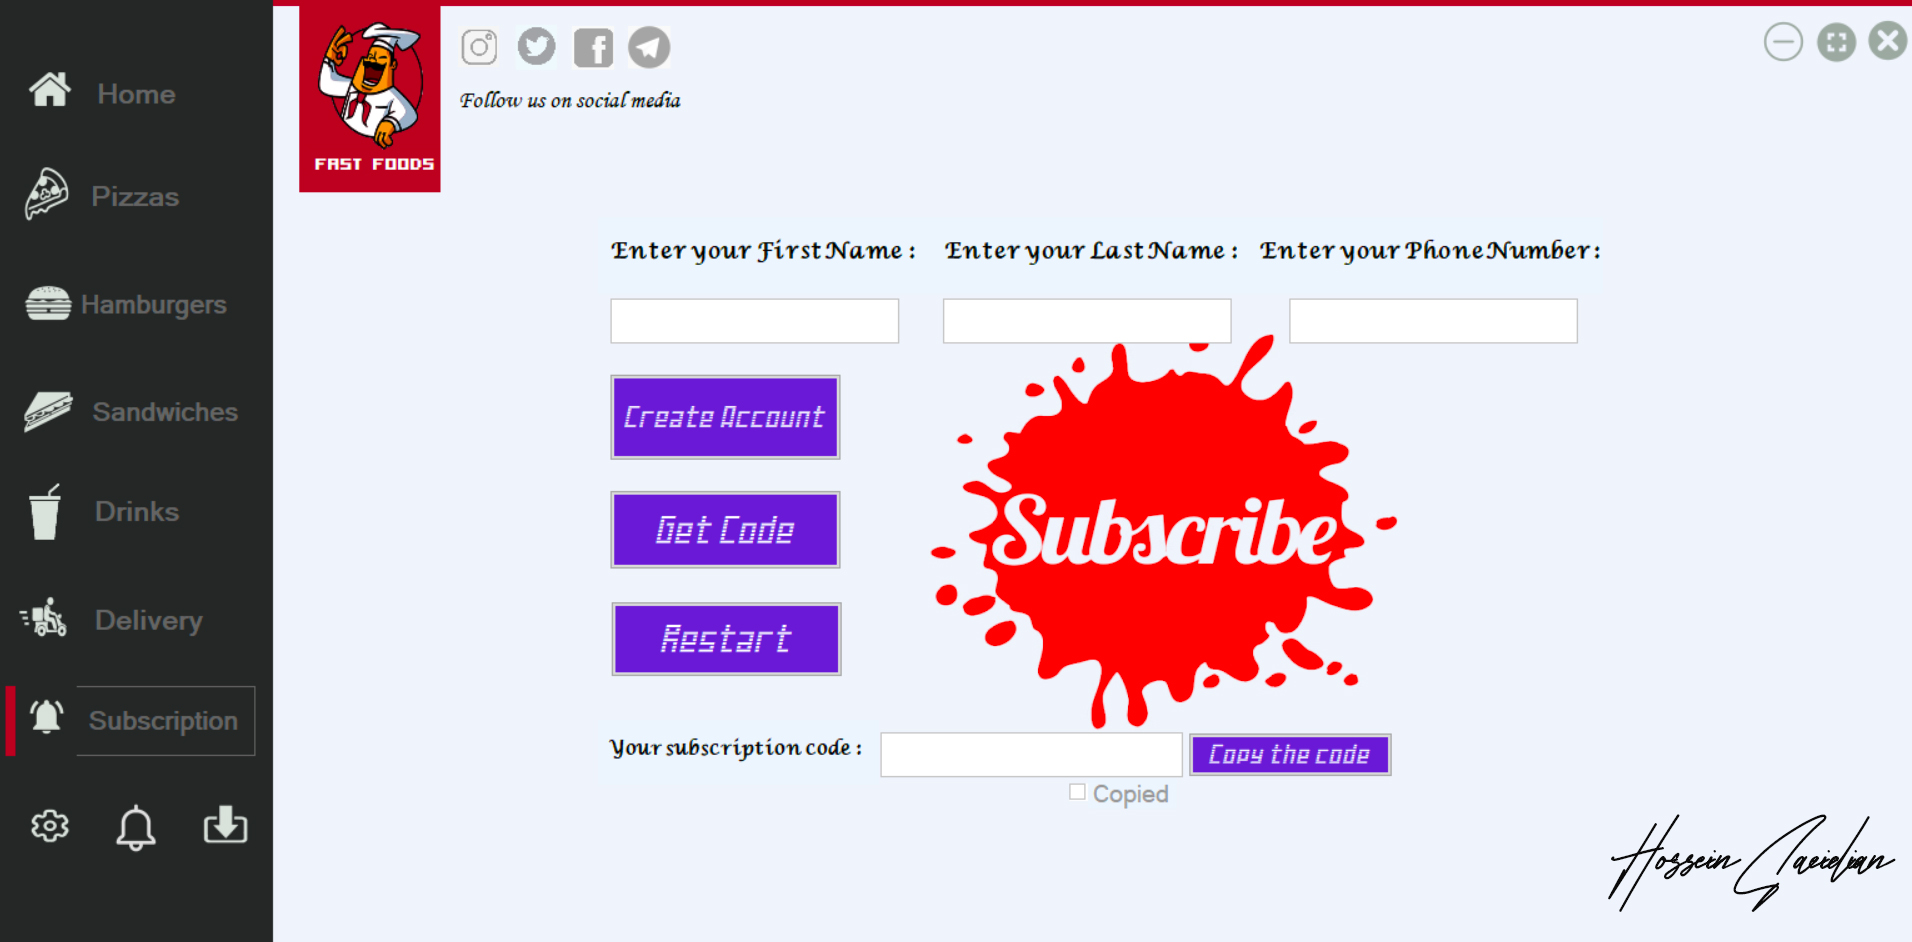 Home
Pizzas
Hamburgers
Sandwiches
Drinks
Delivery
Subscription
FAST FOODS
Follow us on social media
Enter your First Name :
Enter your Last Name :
Enter your Phone Number :
Create Account
Get Code
Restart
Subscribe
Your subscription code :
Copy the code
Copied
Hossein Saeidian